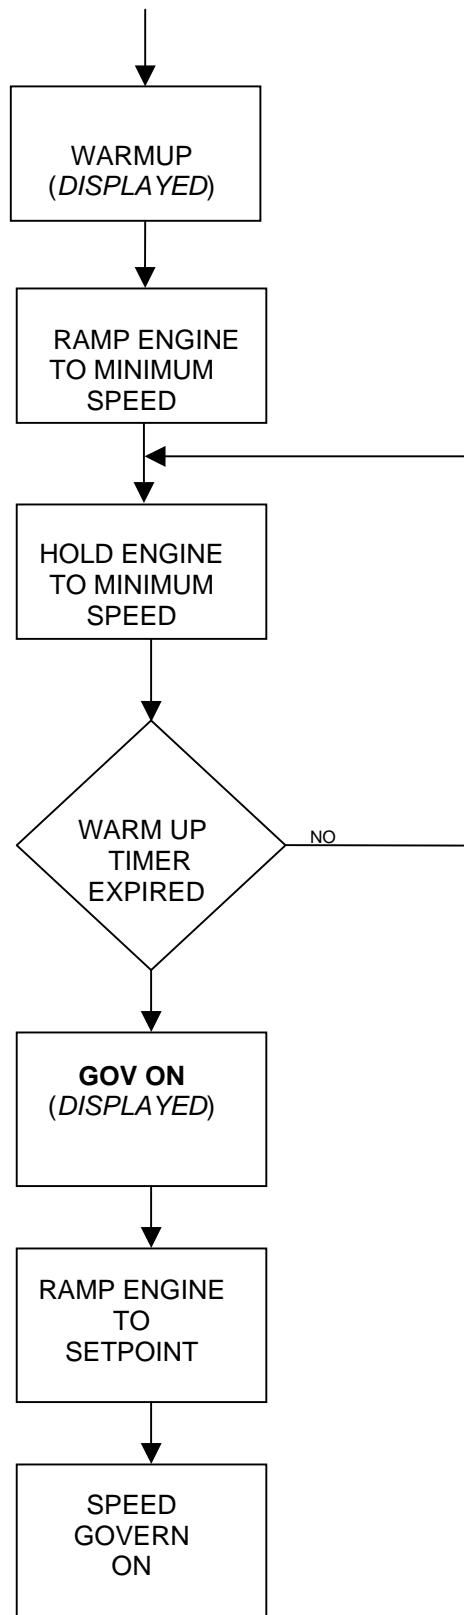 WARMUP
(DISPLAYED)
RAMP ENGINE
TO MINIMUM
SPEED
HOLD ENGINE
TO MINIMUM
SPEED
WARM UP
TIMER
EXPIRED
NO
GOV ON
(DISPLAYED)
RAMP ENGINE
TO
SETPOINT
SPEED
GOVERN
ON